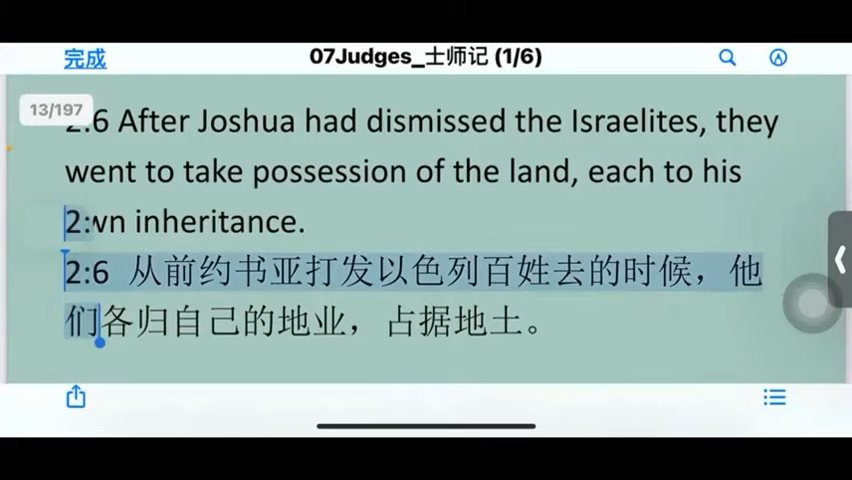 完成
07Judges_士师记 (1/6)
13/197
2:6 After Joshua had dismissed the Israelites, they
went to take possession of the land, each to his
2:wn inheritance.
2:6 从前约书亚打发以色列百姓去的时候，他
们各归自己的地业，占据地土。